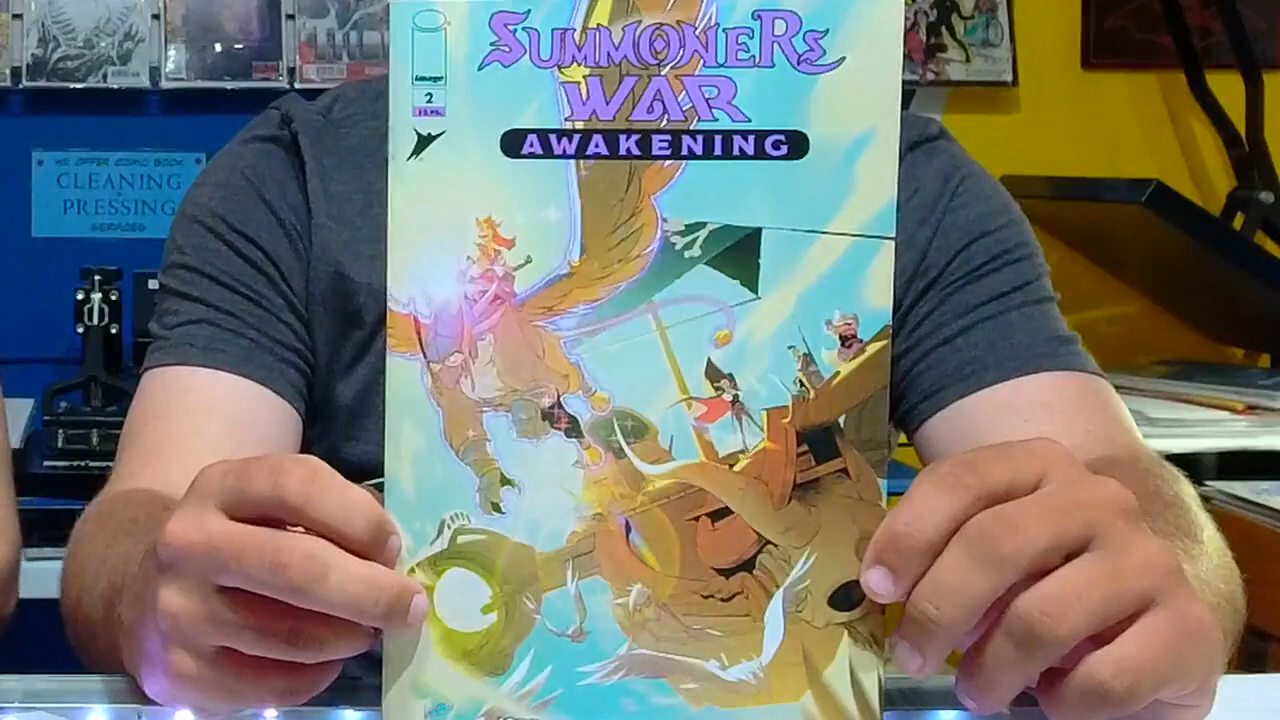 SUMMONERS
WAR
AWAKENING
image
2
WE OFFER COMIC BOOK
CLEANING
PRESSING